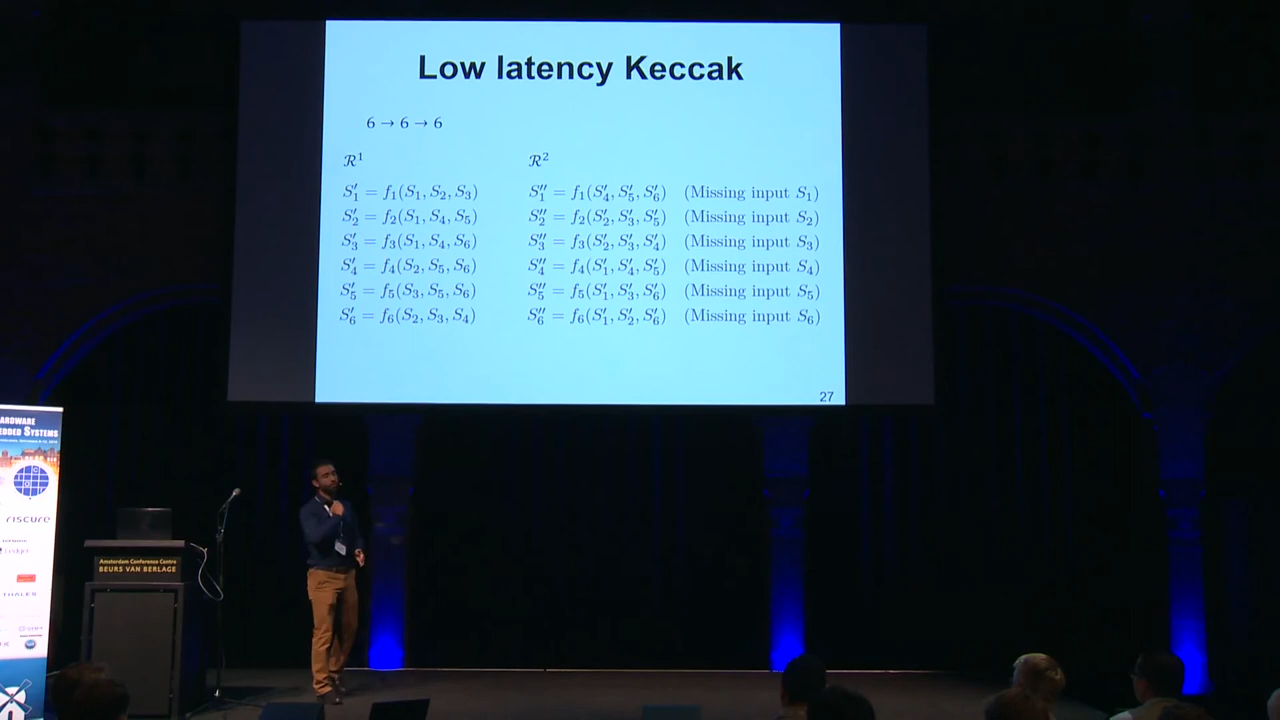 Low latency Keccak
6 → 6 → 6
ℛ¹
S′₁ = f₁(S₁, S₂, S₃)
S′₂ = f₂(S₁, S₄, S₅)
S′₃ = f₃(S₁, S₄, S₆)
S′₄ = f₄(S₂, S₅, S₆)
S′₅ = f₅(S₃, S₅, S₆)
S′₆ = f₆(S₂, S₃, S₄)
ℛ²
S″₁ = f₁(S′₄, S′₅, S′₆) (Missing input S₁)
S″₂ = f₂(S′₂, S′₃, S′₅) (Missing input S₂)
S″₃ = f₃(S′₂, S′₃, S′₄) (Missing input S₃)
S″₄ = f₄(S′₁, S′₄, S′₅) (Missing input S₄)
S″₅ = f₅(S′₁, S′₃, S′₆) (Missing input S₅)
S″₆ = f₆(S′₁, S′₂, S′₆) (Missing input S₆)
27
ARDWARE
EDDED SYSTEMS
riscure
Ledger
THALES
Amsterdam Conference Centre
BEURS VAN BERLAGE